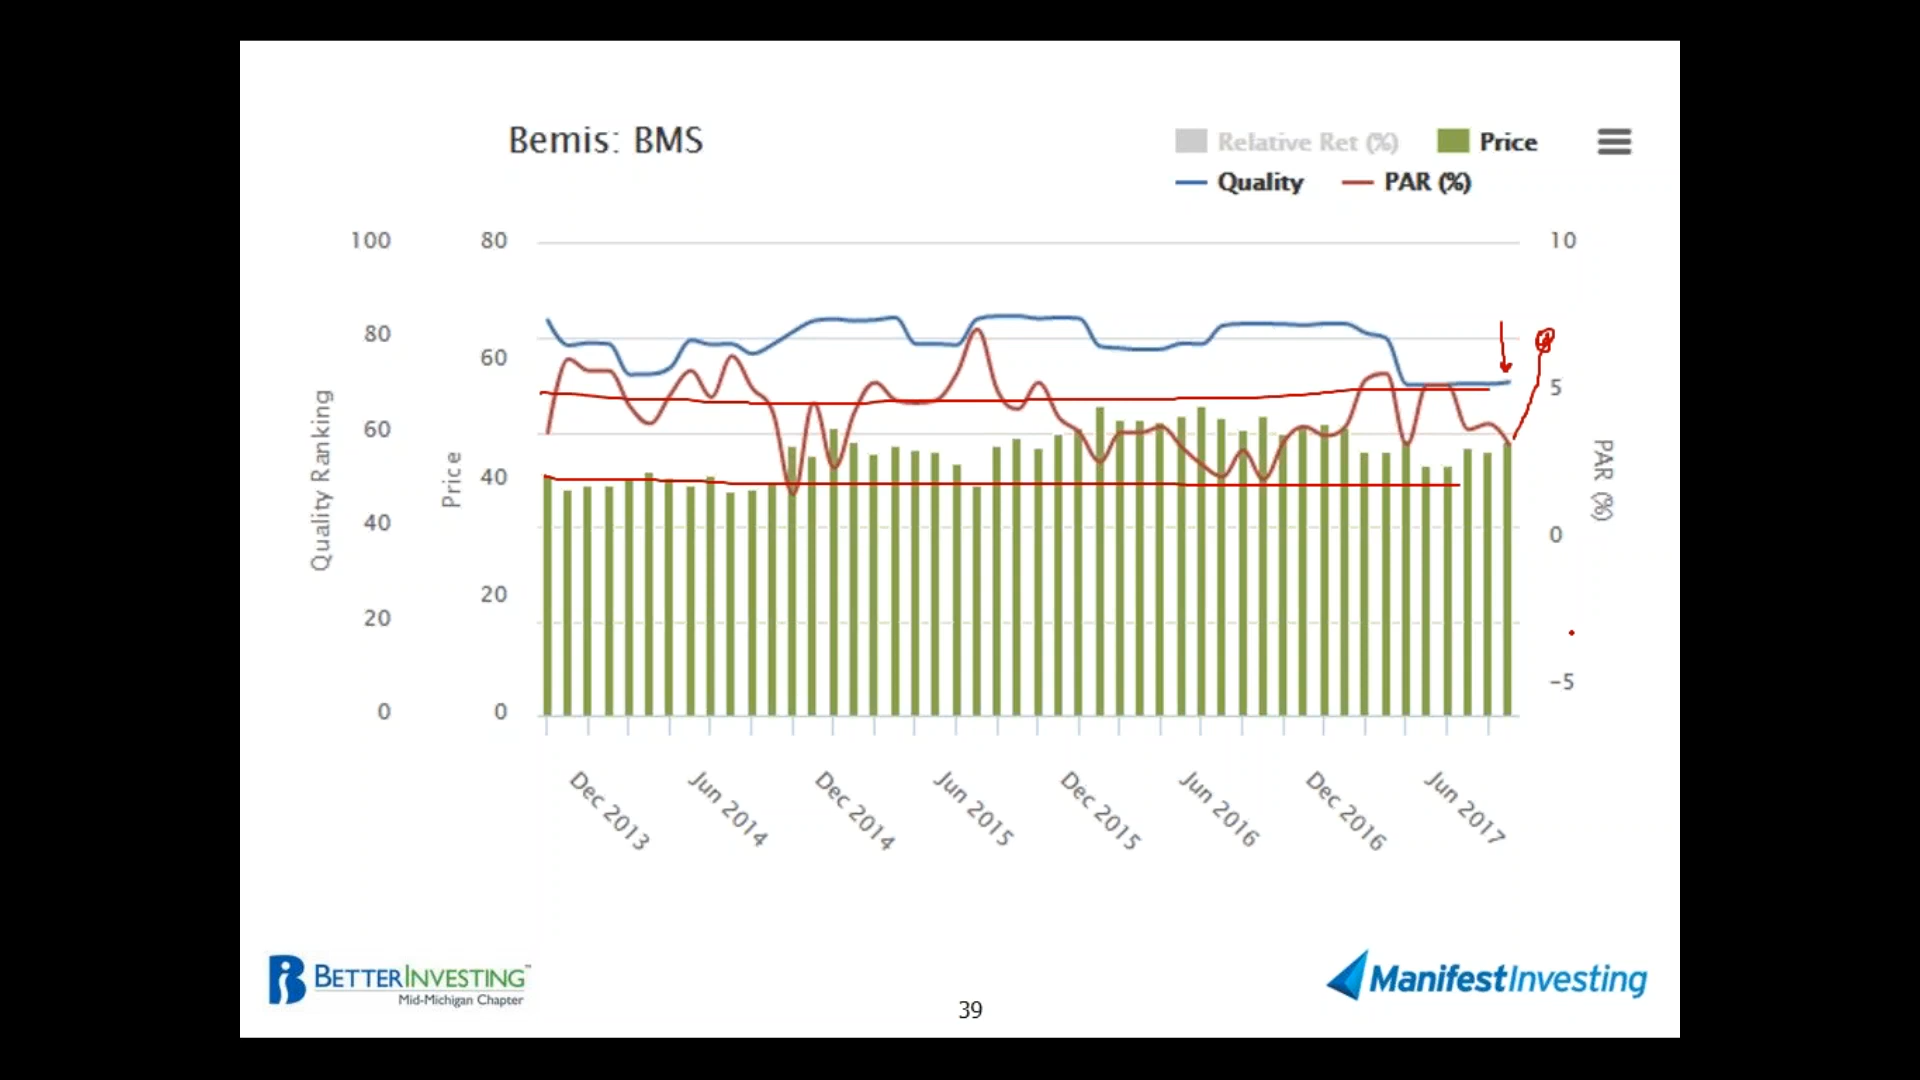 Bemis: BMS
Relative Ret (%) Price
Quality PAR (%)
100 80 10
80
60
5
60
40
40
0
20
20
-5
0 0
Quality Ranking
Price
PAR (%)
Dec 2013 Jun 2014 Dec 2014 Jun 2015 Dec 2015 Jun 2016 Dec 2016 Jun 2017
BETTERINVESTING™
Mid-Michigan Chapter
39
ManifestInvesting